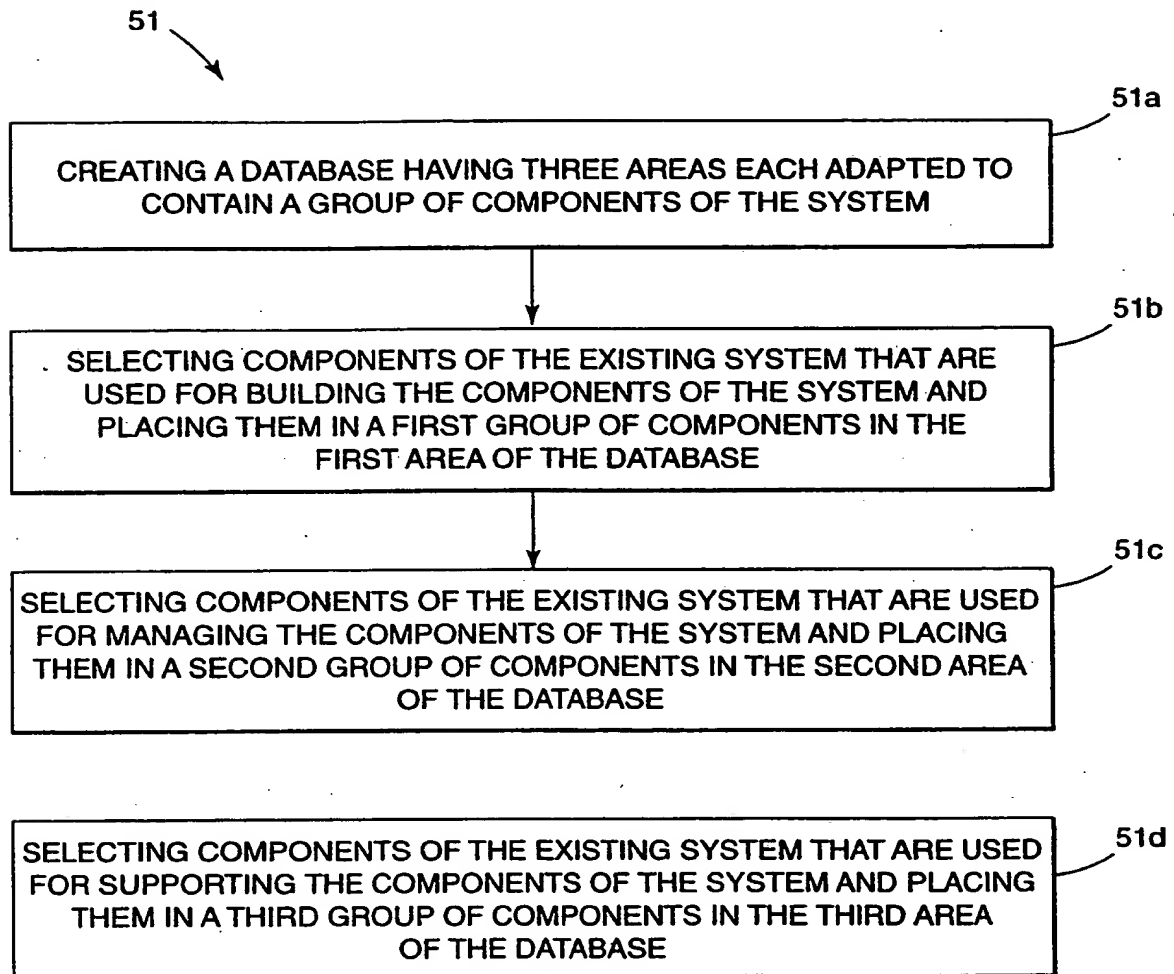 51
51a
CREATING A DATABASE HAVING THREE AREAS EACH ADAPTED TO
CONTAIN A GROUP OF COMPONENTS OF THE SYSTEM
51b
SELECTING COMPONENTS OF THE EXISTING SYSTEM THAT ARE
USED FOR BUILDING THE COMPONENTS OF THE SYSTEM AND
PLACING THEM IN A FIRST GROUP OF COMPONENTS IN THE
FIRST AREA OF THE DATABASE
51c
SELECTING COMPONENTS OF THE EXISTING SYSTEM THAT ARE USED
FOR MANAGING THE COMPONENTS OF THE SYSTEM AND PLACING
THEM IN A SECOND GROUP OF COMPONENTS IN THE SECOND AREA
OF THE DATABASE
51d
SELECTING COMPONENTS OF THE EXISTING SYSTEM THAT ARE USED
FOR SUPPORTING THE COMPONENTS OF THE SYSTEM AND PLACING
THEM IN A THIRD GROUP OF COMPONENTS IN THE THIRD AREA
OF THE DATABASE